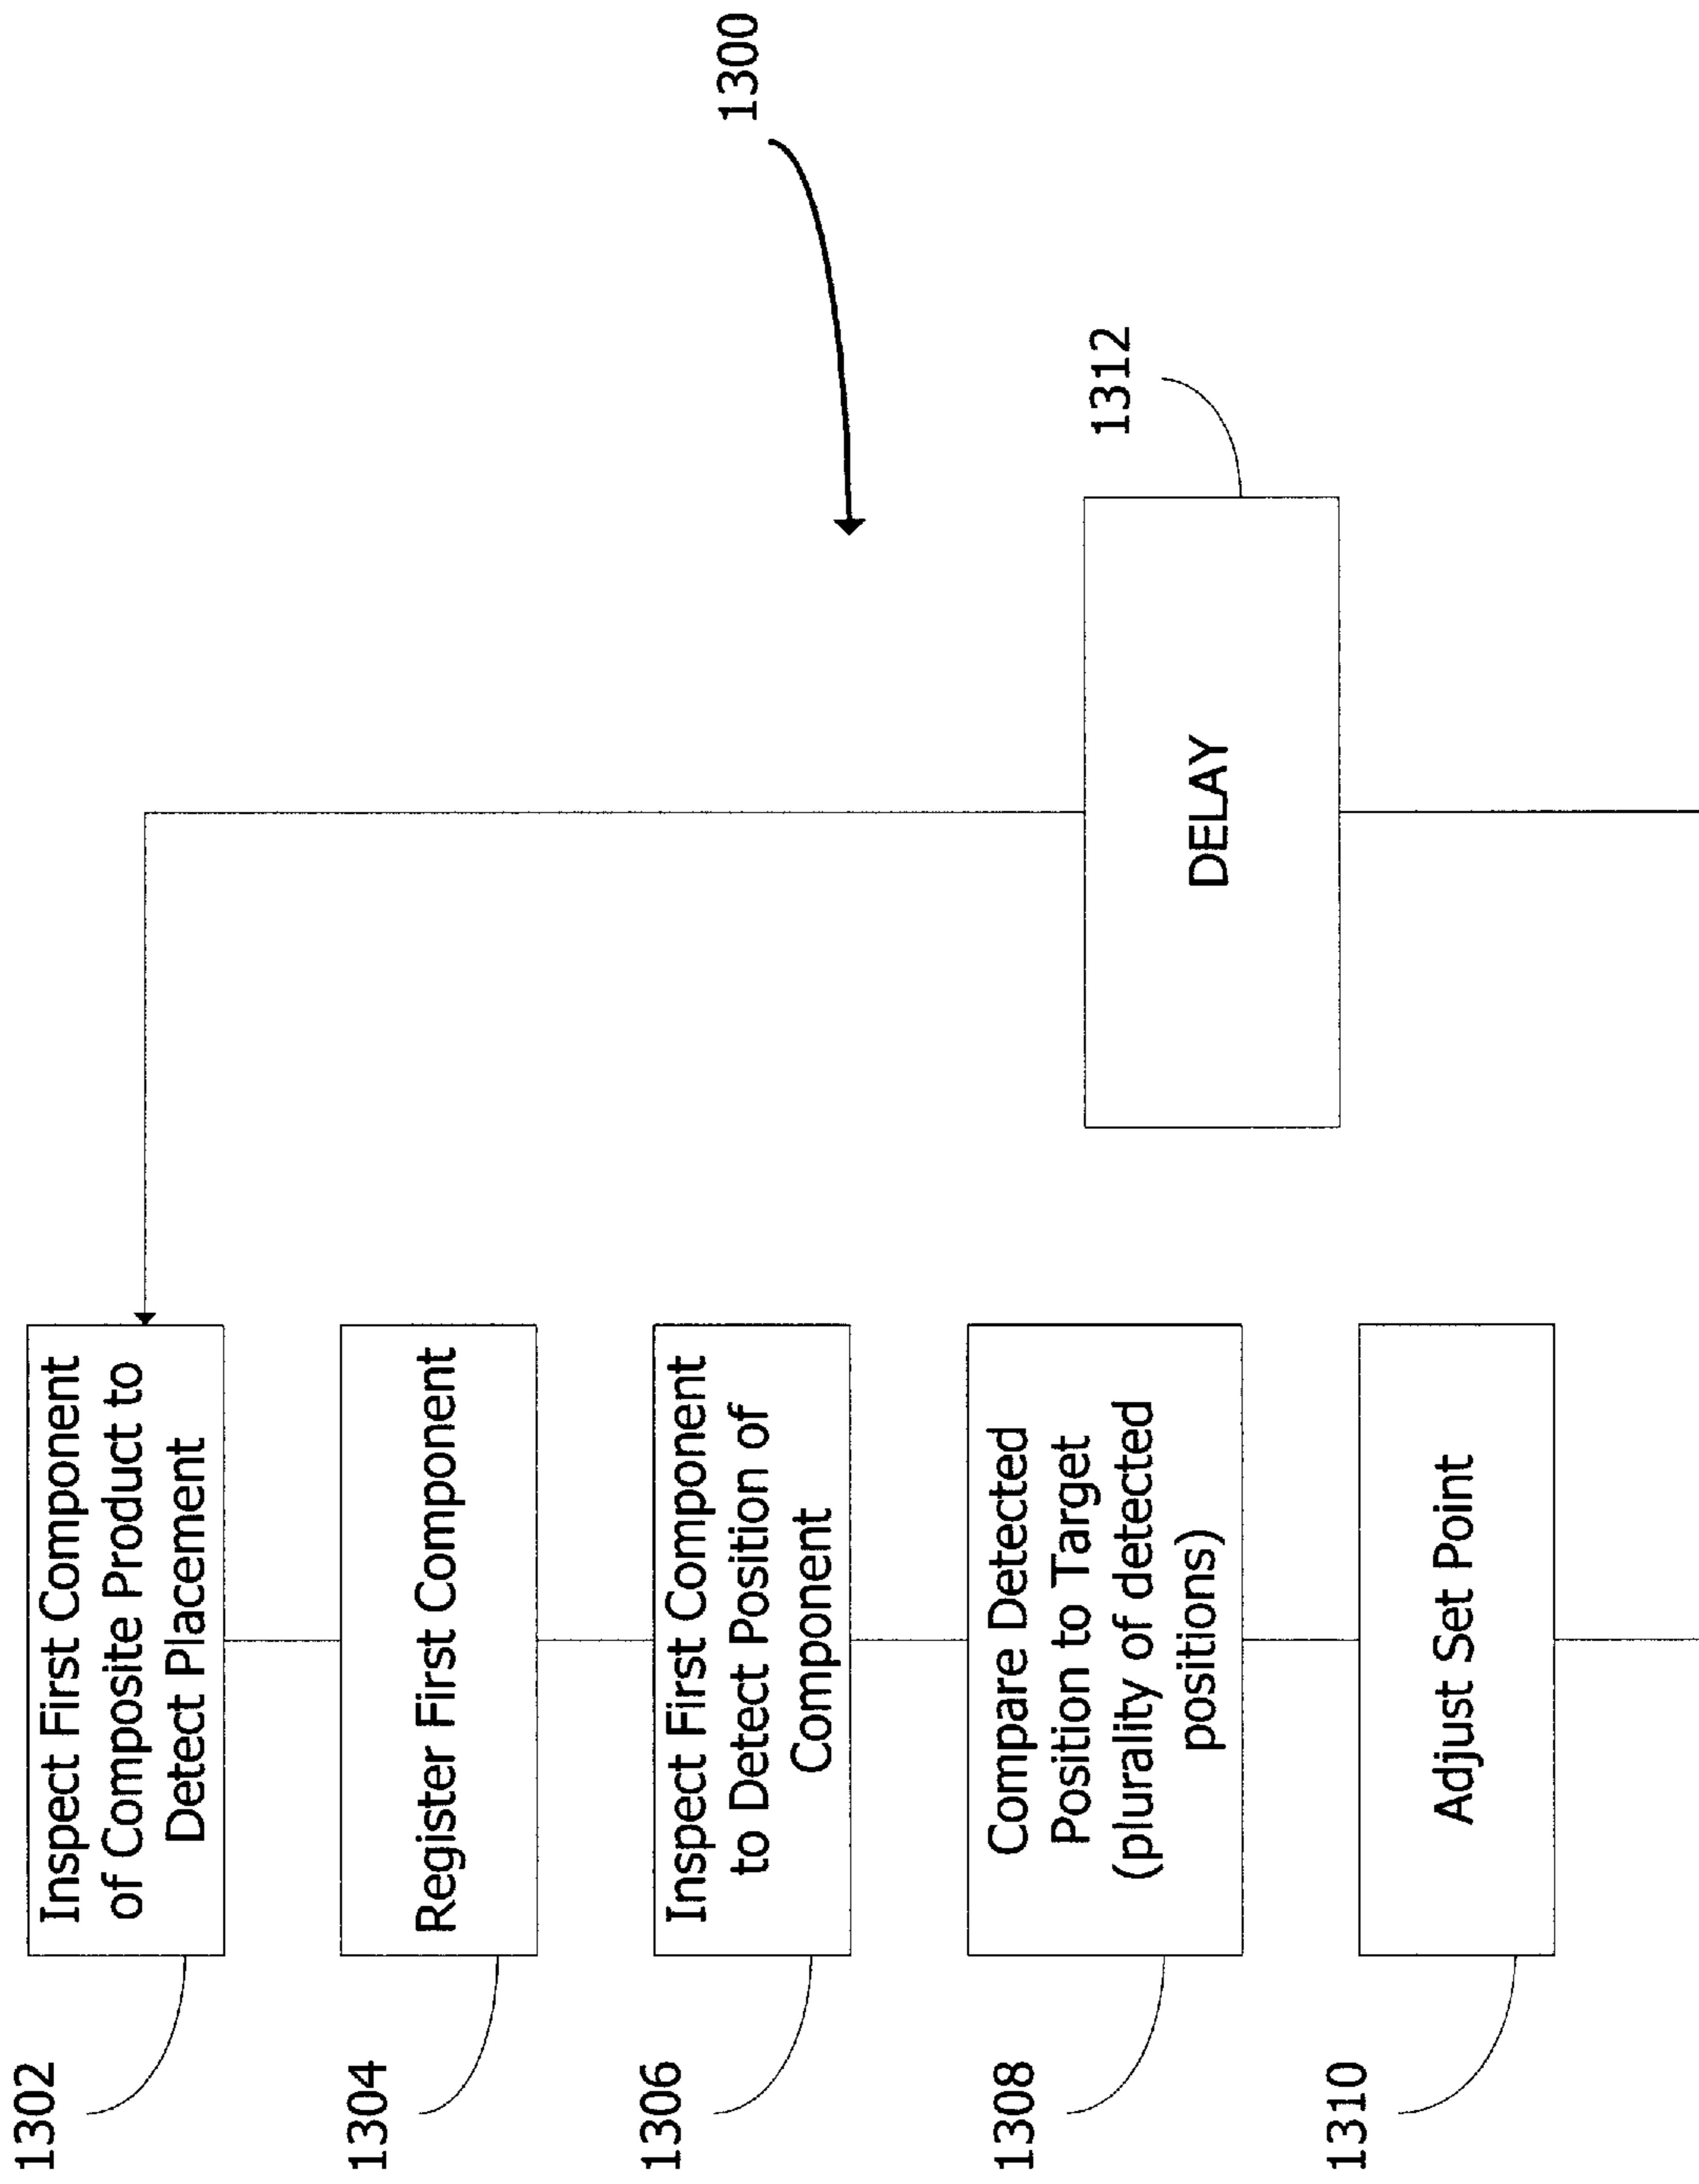 1300
1302
Inspect First Component
of Composite Product to
Detect Placement
1304
Register First Component
1306
Inspect First Component
to Detect Position of
Component
1308
Compare Detected
Position to Target
(plurality of detected
positions)
1310
Adjust Set Point
1312
DELAY